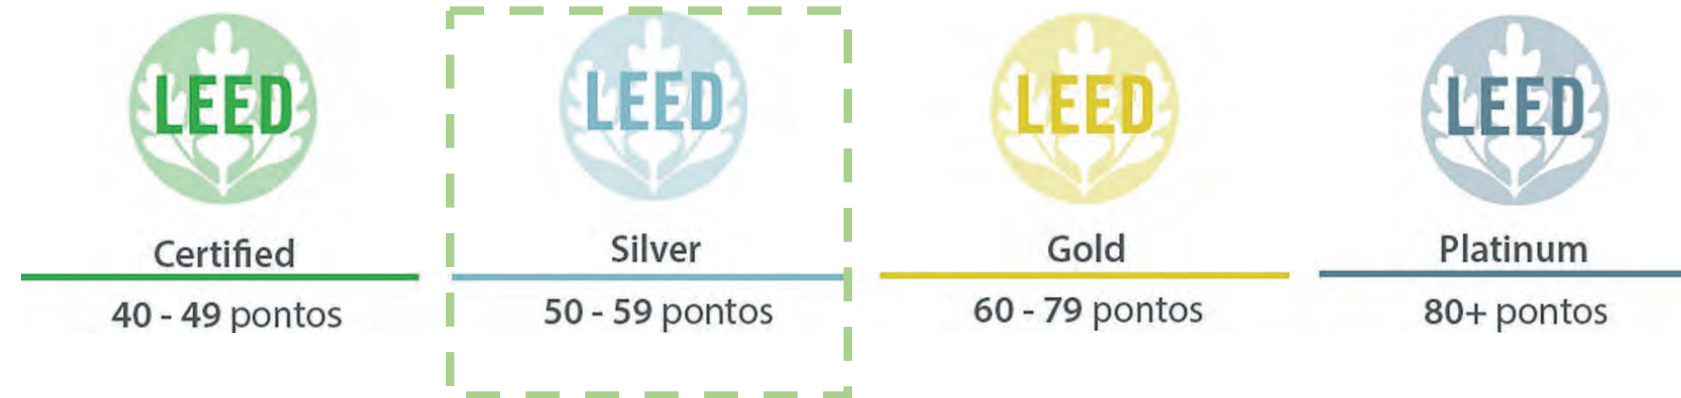 LEED
Certified
40 - 49 pontos
LEED
Silver
50 - 59 pontos
LEED
Gold
60 - 79 pontos
LEED
Platinum
80+ pontos